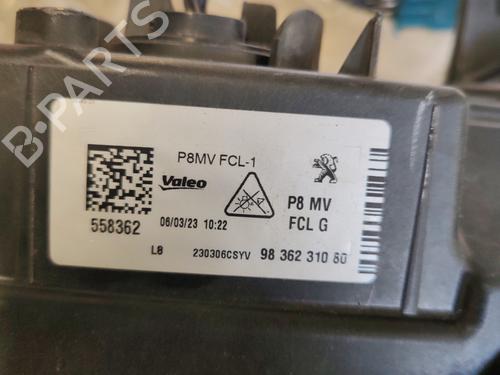 P8MV FCL-1
Valeo
P8 MV
558362
06/03/23 10:22
FCL G
L8
230306CSYV
98 362 310 80
B-PARTS